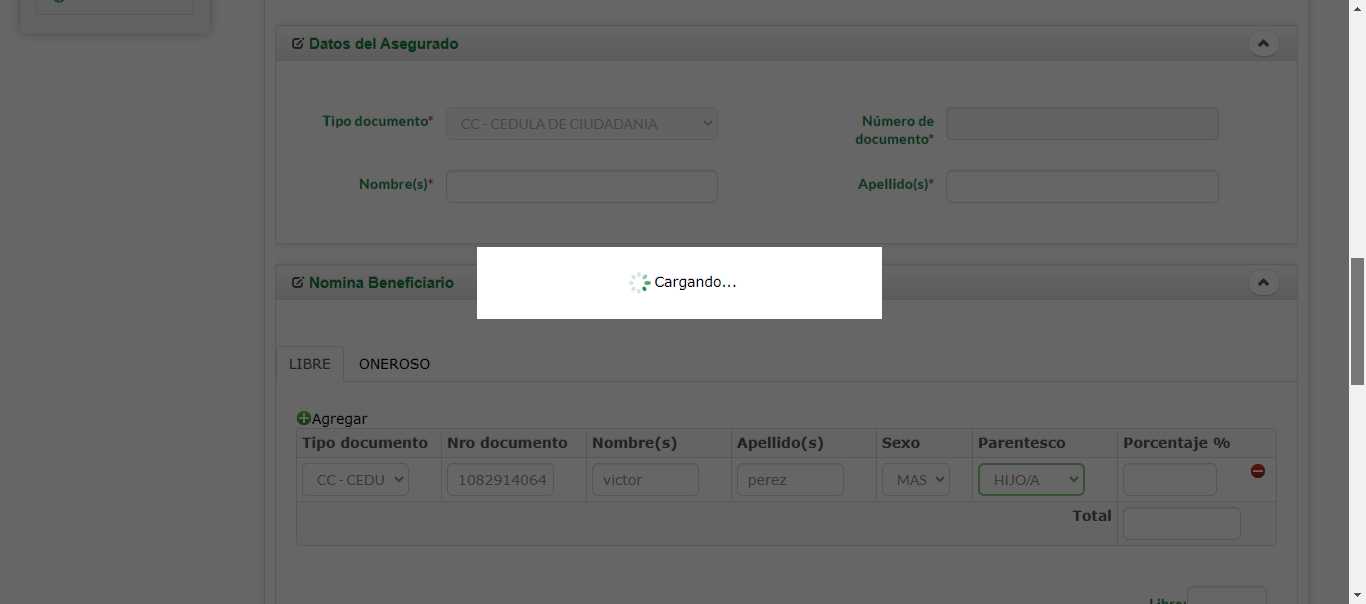 Datos del Asegurado
Tipo documento* CC - CEDULA DE CIUDADANIA Número de documento*
Nombre(s)* Apellido(s)*
Cargando...
Nomina Beneficiario
LIBRE ONEROSO
Agregar
Tipo documento Nro documento Nombre(s) Apellido(s) Sexo Parentesco Porcentaje %
CC - CEDU 1082914064 victor perez MAS HIJO/A
Total
Libre: